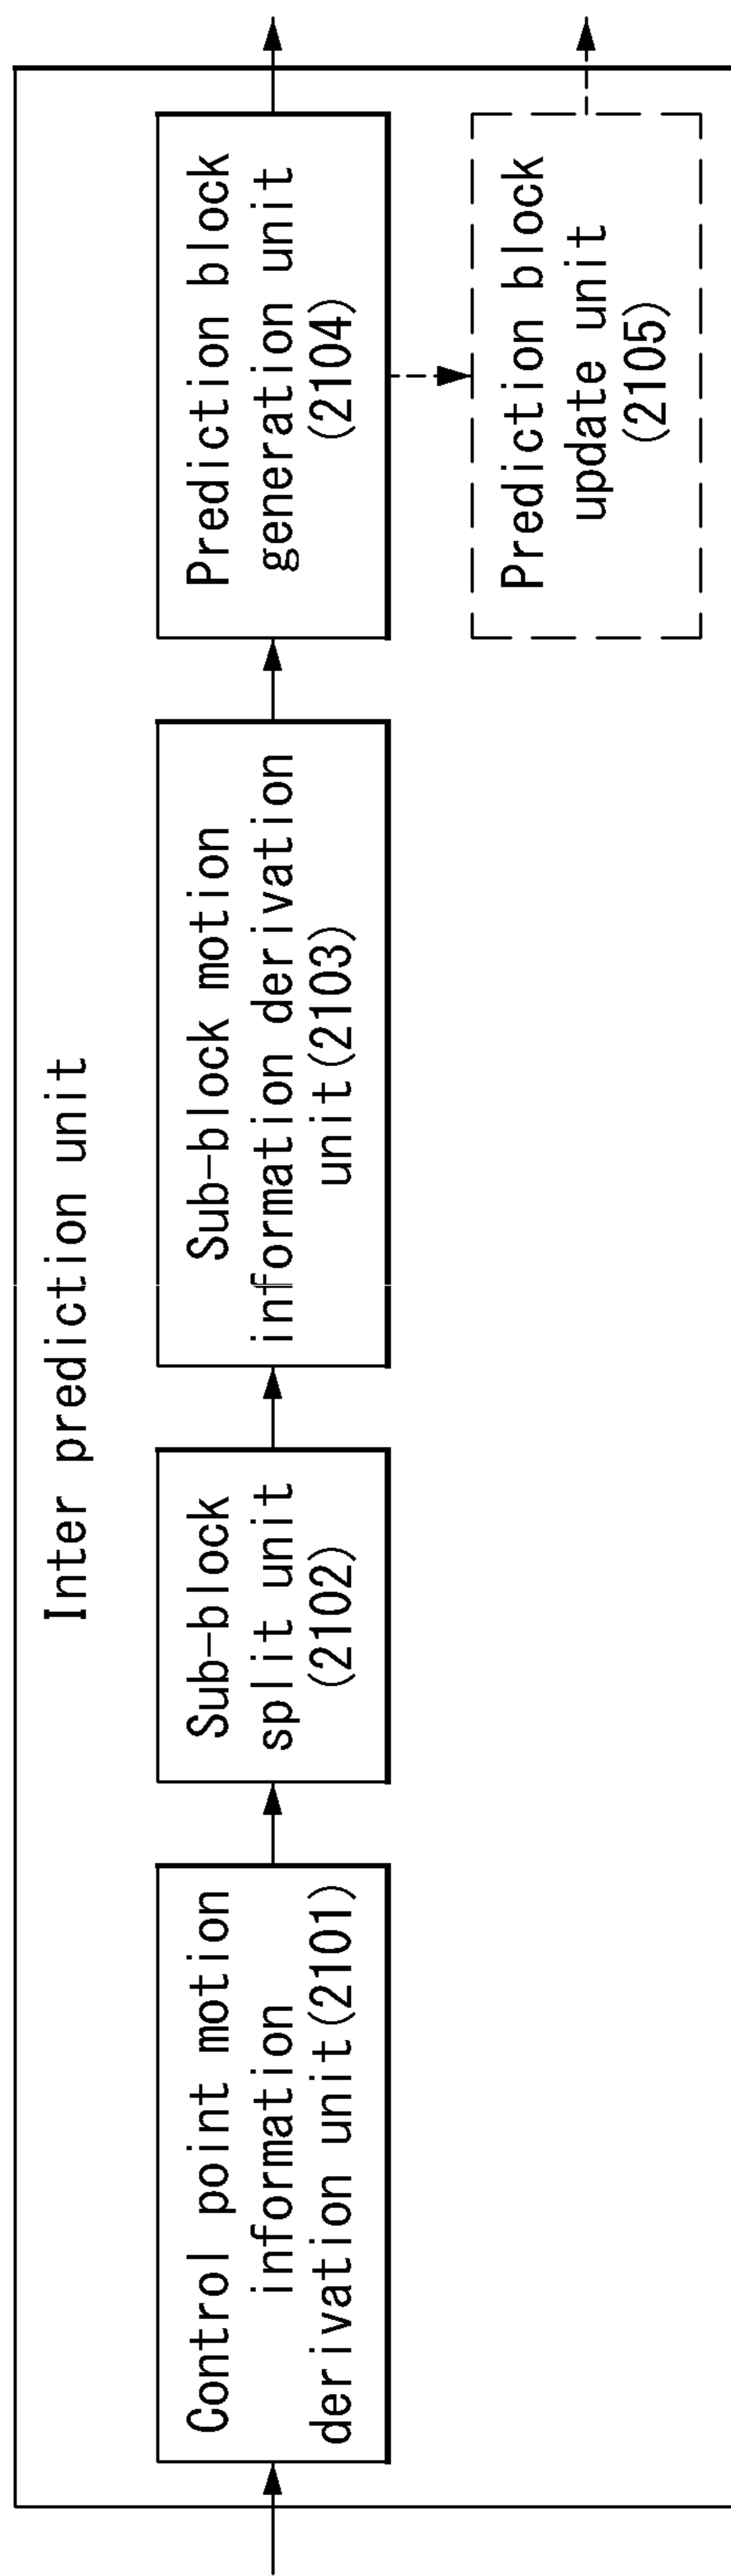 Inter prediction unit
Control point motion
information
derivation unit(2101)
Sub-block
split unit
(2102)
Sub-block motion
information derivation
unit(2103)
Prediction block
generation unit
(2104)
Prediction block
update unit
(2105)